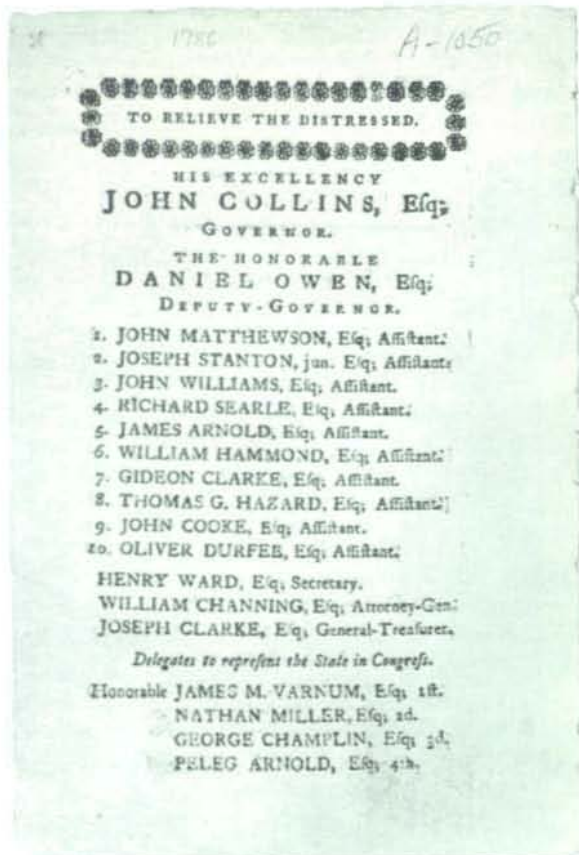 1786
A-1050
TO RELIEVE THE DISTRESSED.
HIS EXCELLENCY
JOHN COLLINS, Eſq;
GOVERNOR.
THE HONORABLE
DANIEL OWEN, Eſq;
DEPUTY-GOVERNOR.
1. JOHN MATTHEWSON, Eſq; Aſſiſtant.
2. JOSEPH STANTON, jun. Eſq; Aſſiſtant.
3. JOHN WILLIAMS, Eſq; Aſſiſtant.
4. RICHARD SEARLE, Eſq; Aſſiſtant.
5. JAMES ARNOLD, Eſq; Aſſiſtant.
6. WILLIAM HAMMOND, Eſq; Aſſiſtant.
7. GIDEON CLARKE, Eſq; Aſſiſtant.
8. THOMAS G. HAZARD, Eſq; Aſſiſtant.
9. JOHN COOKE, Eſq; Aſſiſtant.
10. OLIVER DURFEE, Eſq; Aſſiſtant.
HENRY WARD, Eſq; Secretary.
WILLIAM CHANNING, Eſq; Attorney-Gen.
JOSEPH CLARKE, Eſq; General-Treaſurer.
Delegates to repreſent the State in Congreſs.
Honorable JAMES M. VARNUM, Eſq; 1ſt.
NATHAN MILLER, Eſq; 2d.
GEORGE CHAMPLIN, Eſq; 3d.
PELEG ARNOLD, Eſq; 4th.